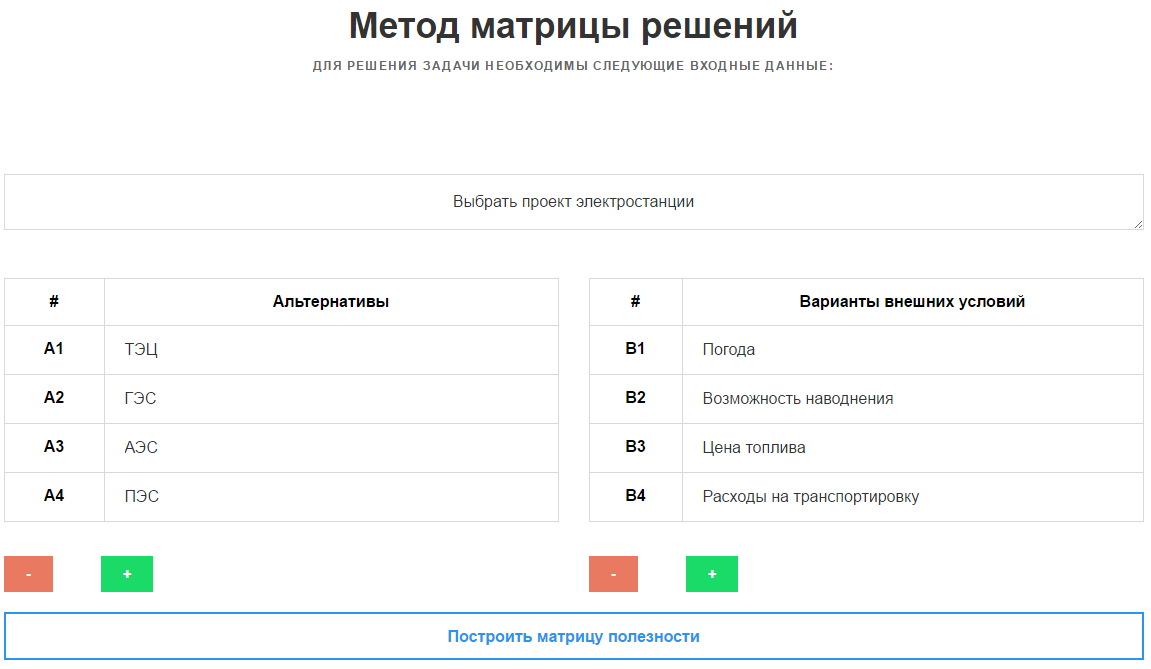 Метод матрицы решений
ДЛЯ РЕШЕНИЯ ЗАДАЧИ НЕОБХОДИМЫ СЛЕДУЮЩИЕ ВХОДНЫЕ ДАННЫЕ:
Выбрать проект электростанции
# Альтернативы
A1 ТЭЦ
A2 ГЭС
A3 АЭС
A4 ПЭС
- +
# Варианты внешних условий
B1 Погода
B2 Возможность наводнения
B3 Цена топлива
B4 Расходы на транспортировку
- +
Построить матрицу полезности